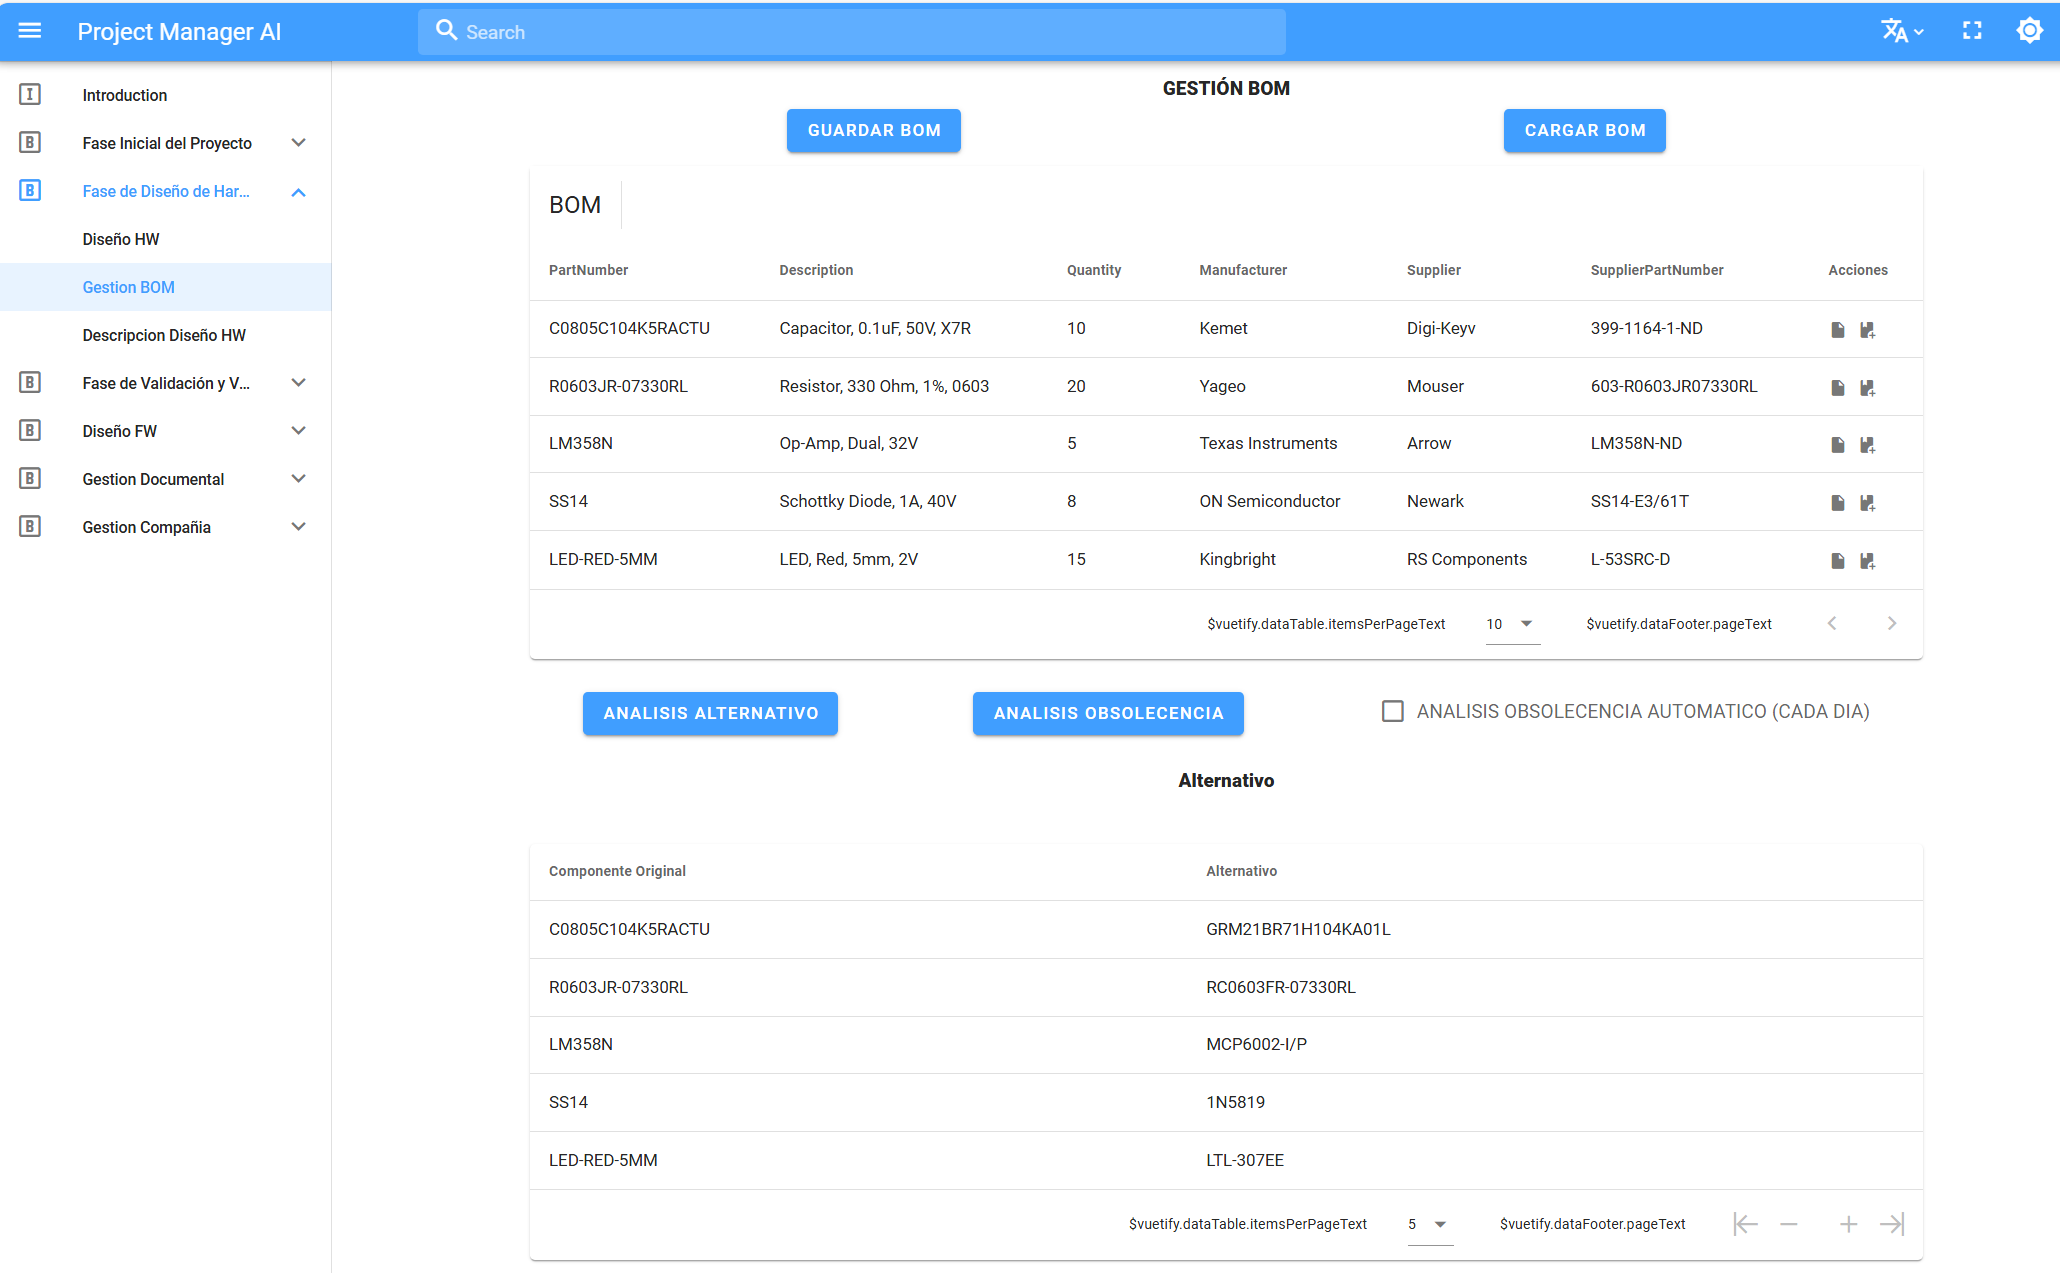 Project Manager AI
Search
Introduction
Fase Inicial del Proyecto
Fase de Diseño de Har...
Diseño HW
Gestion BOM
Descripcion Diseño HW
Fase de Validación y V...
Diseño FW
Gestion Documental
Gestion Compañia
GESTIÓN BOM
GUARDAR BOM CARGAR BOM
BOM
PartNumber Description Quantity Manufacturer Supplier SupplierPartNumber Acciones
C0805C104K5RACTU Capacitor, 0.1uF, 50V, X7R 10 Kemet Digi-Keyv 399-1164-1-ND
R0603JR-07330RL Resistor, 330 Ohm, 1%, 0603 20 Yageo Mouser 603-R0603JR07330RL
LM358N Op-Amp, Dual, 32V 5 Texas Instruments Arrow LM358N-ND
SS14 Schottky Diode, 1A, 40V 8 ON Semiconductor Newark SS14-E3/61T
LED-RED-5MM LED, Red, 5mm, 2V 15 Kingbright RS Components L-53SRC-D
$vuetify.dataTable.itemsPerPageText 10 $vuetify.dataFooter.pageText
ANALISIS ALTERNATIVO ANALISIS OBSOLECENCIA ANALISIS OBSOLECENCIA AUTOMATICO (CADA DIA)
Alternativo
Componente Original Alternativo
C0805C104K5RACTU GRM21BR71H104KA01L
R0603JR-07330RL RC0603FR-07330RL
LM358N MCP6002-I/P
SS14 1N5819
LED-RED-5MM LTL-307EE
$vuetify.dataTable.itemsPerPageText 5 $vuetify.dataFooter.pageText